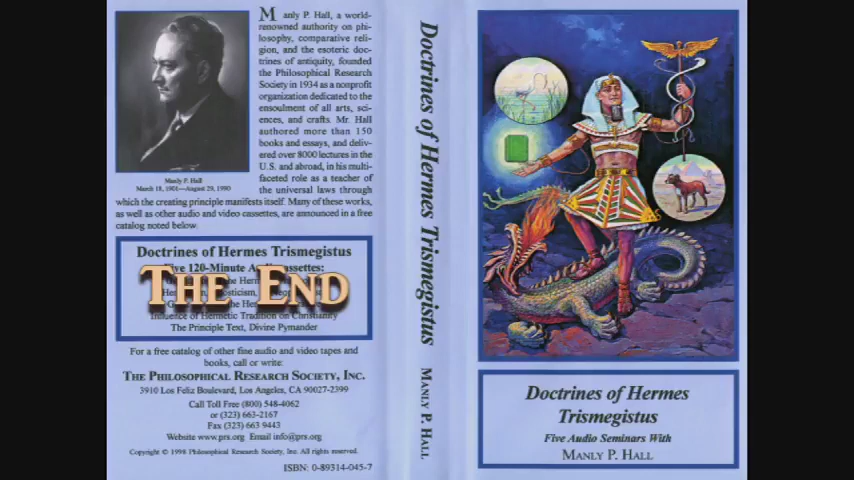 Manly P. Hall, a world-
renowned authority on phi-
losophy, comparative reli-
gion, and the esoteric doc-
trines of antiquity, founded
the Philosophical Research
Society in 1934 as a nonprofit
organization dedicated to the
ensoulment of all arts, sci-
ences, and crafts. Mr. Hall
authored more than 150
books and essays, and deliv-
ered over 8000 lectures in the
U.S. and abroad, in his multi-
faceted role as a teacher of
the universal laws through
which the creating principle manifests itself. Many of these works,
as well as other audio and video cassettes, are announced in a free
catalog noted below.
Manly P. Hall
March 18, 1901—August 29, 1990
Doctrines of Hermes Trismegistus
Five 120-Minute Audio Cassettes:
THE END
Influence of Hermetic Tradition on Christianity
The Principle Text, Divine Pymander
For a free catalog of other fine audio and video tapes and
books, call or write:
THE PHILOSOPHICAL RESEARCH SOCIETY, INC.
3910 Los Feliz Boulevard, Los Angeles, CA 90027-2399
Call Toll Free (800) 548-4062
or (323) 663-2167
Fax (323) 663 9443
Website www.prs.org Email info@prs.org
Copyright © 1998 Philosophical Research Society, Inc. All rights reserved.
ISBN: 0-89314-045-7
Doctrines of Hermes Trismegistus
MANLY P. HALL
Doctrines of Hermes
Trismegistus
Five Audio Seminars With
MANLY P. HALL